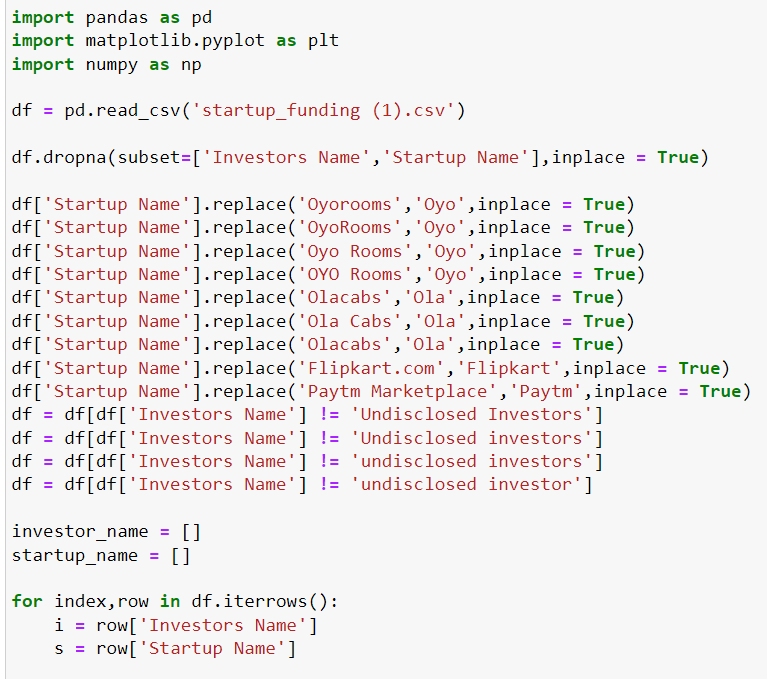 import pandas as pd
import matplotlib.pyplot as plt
import numpy as np
df = pd.read_csv('startup_funding (1).csv')
df.dropna(subset=['Investors Name','Startup Name'],inplace = True)
df['Startup Name'].replace('Oyorooms','Oyo',inplace = True)
df['Startup Name'].replace('OyoRooms','Oyo',inplace = True)
df['Startup Name'].replace('Oyo Rooms','Oyo',inplace = True)
df['Startup Name'].replace('OYO Rooms','Oyo',inplace = True)
df['Startup Name'].replace('Olacabs','Ola',inplace = True)
df['Startup Name'].replace('Ola Cabs','Ola',inplace = True)
df['Startup Name'].replace('Olacabs','Ola',inplace = True)
df['Startup Name'].replace('Flipkart.com','Flipkart',inplace = True)
df['Startup Name'].replace('Paytm Marketplace','Paytm',inplace = True)
df = df[df['Investors Name'] != 'Undisclosed Investors']
df = df[df['Investors Name'] != 'Undisclosed Investors']
df = df[df['Investors Name'] != 'undisclosed investors']
df = df[df['Investors Name'] != 'undisclosed investor']
investor_name = []
startup_name = []
for index,row in df.iterrows():
    i = row['Investors Name']
    s = row['Startup Name']